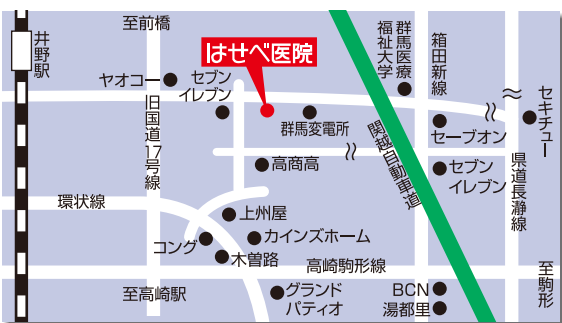 至前橋
井野駅
はせべ医院
群馬医療
福祉大学
箱田新線
ヤオコー
セブン
イレブン
旧国道17号線
群馬変電所
セキチュー
セーブオン
関越自動車道
高商高
セブン
イレブン
県道長瀞線
環状線
上州屋
コング
カインズホーム
木曽路
高崎駒形線
至駒形
至高崎駅
グランド
パティオ
BCN
湯都里